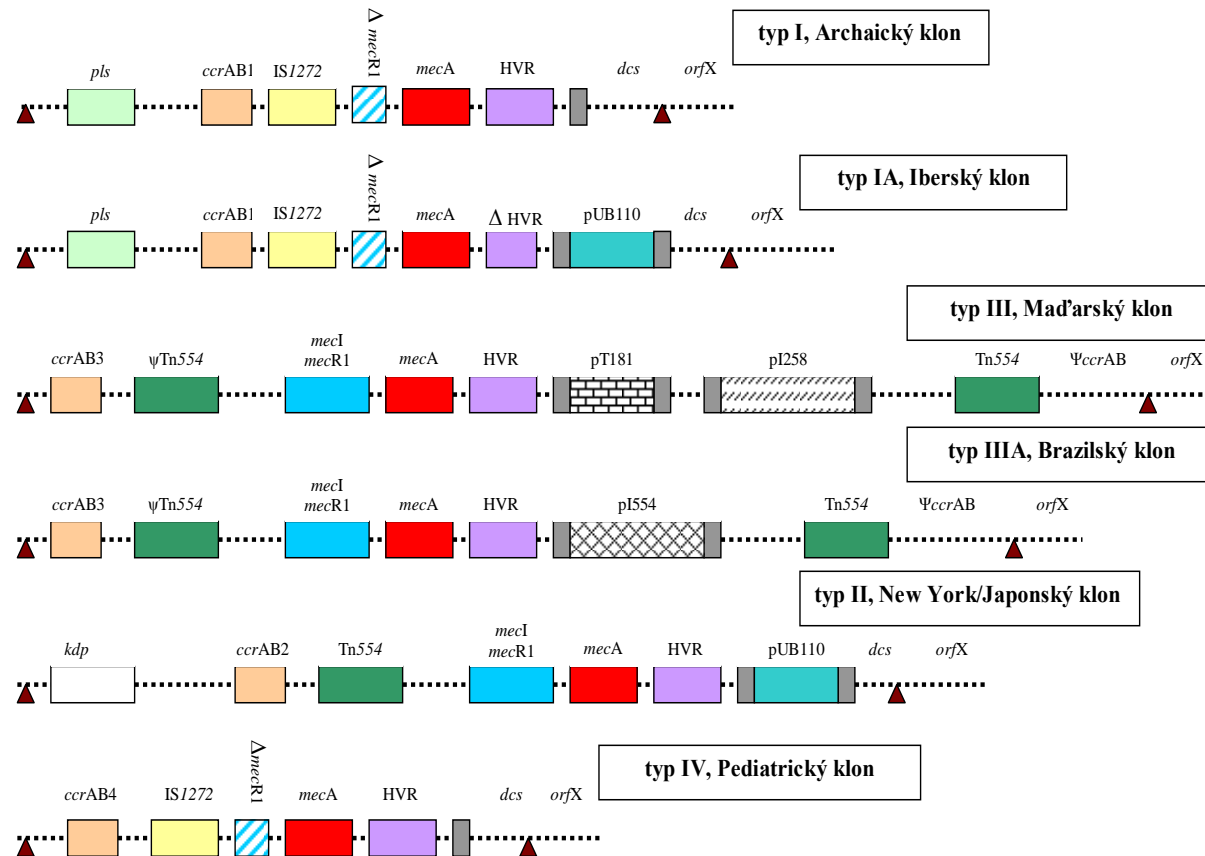 typ I, Archaický klon
Δ mecR1
pls ccrAB1 IS1272 mecA HVR dcs orfX
typ IA, Iberský klon
Δ mecR1
pls ccrAB1 IS1272 mecA Δ HVR pUB110 dcs orfX
typ III, Maďarský klon
mecI
ccrAB3 ψTn554 mecR1 mecA HVR pT181 pI258 Tn554 ΨccrAB orfX
typ IIIA, Brazilský klon
mecI
ccrAB3 ψTn554 mecR1 mecA HVR pI554 Tn554 ΨccrAB orfX
typ II, New York/Japonský klon
mecI
kdp ccrAB2 Tn554 mecR1 mecA HVR pUB110 dcs orfX
typ IV, Pediatrický klon
ΔmecR1
ccrAB4 IS1272 mecA HVR dcs orfX